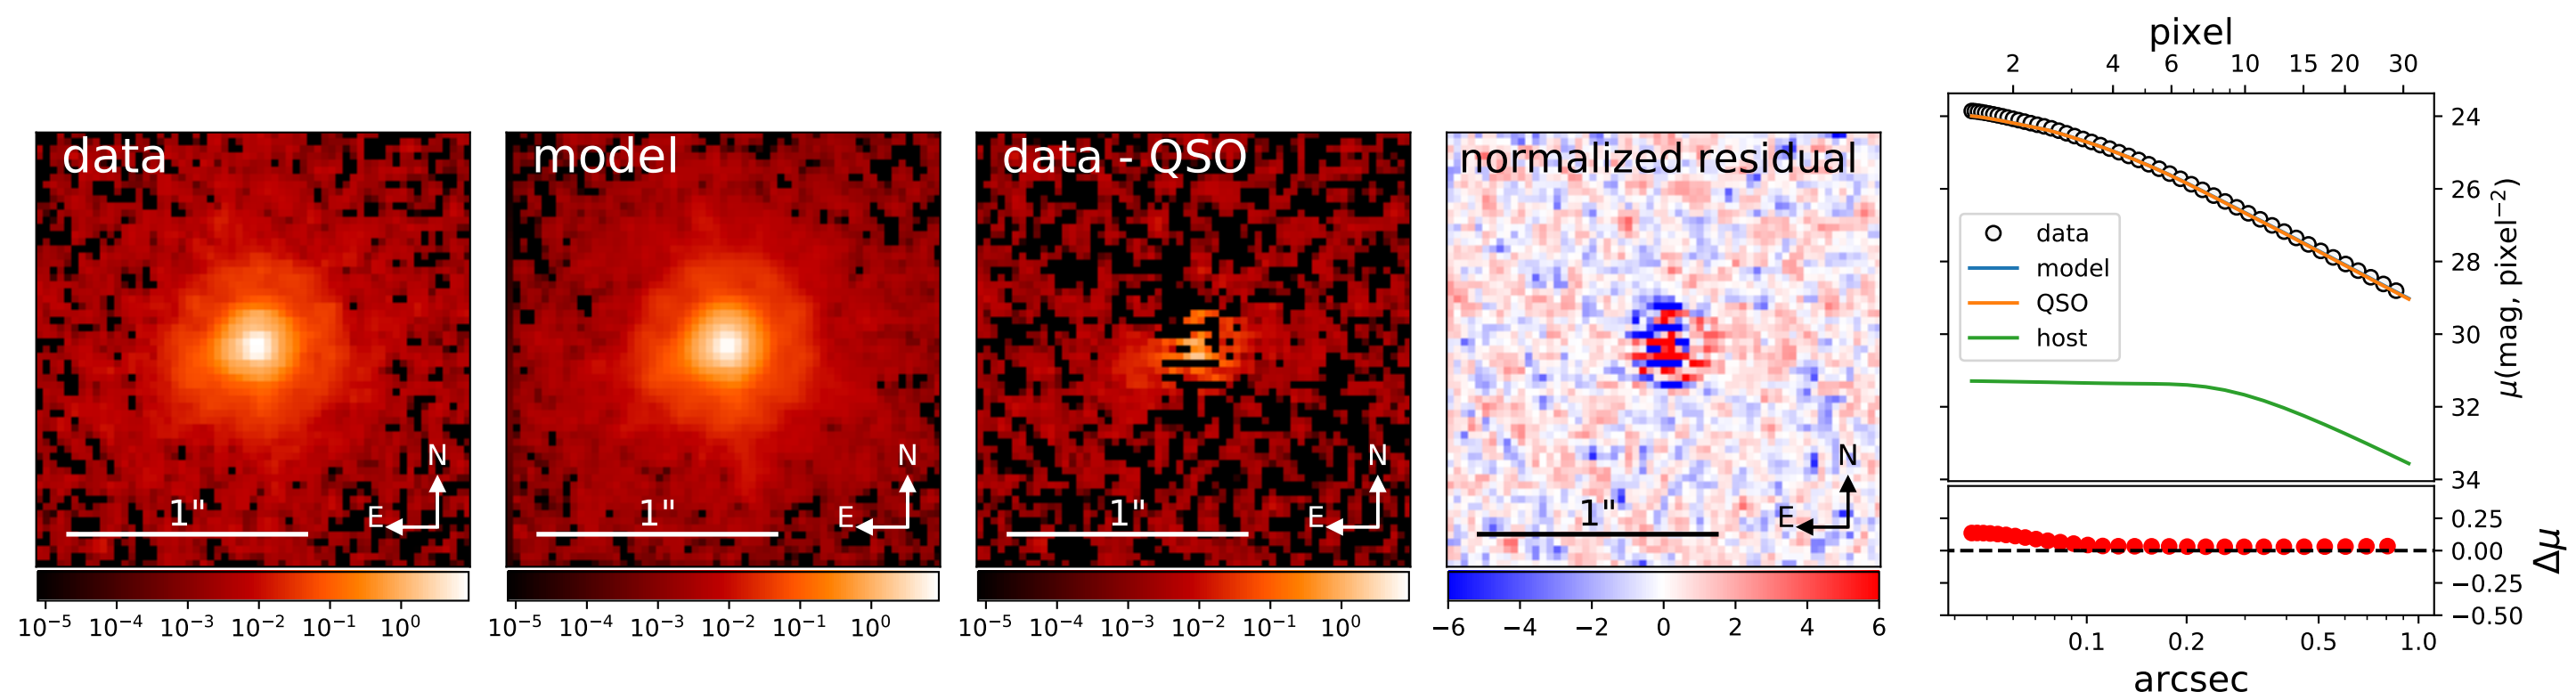 data
1"
N
E
10⁻⁵ 10⁻⁴ 10⁻³ 10⁻² 10⁻¹ 10⁰
model
1"
N
E
10⁻⁵ 10⁻⁴ 10⁻³ 10⁻² 10⁻¹ 10⁰
data - QSO
1"
N
E
10⁻⁵ 10⁻⁴ 10⁻³ 10⁻² 10⁻¹ 10⁰
normalized residual
1"
N
E
−6 −4 −2 0 2 4 6
pixel
2 4 6 10 15 20 30
24
26
28
30
32
34
μ(mag, pixel⁻²)
data
model
QSO
host
0.25
0.00
−0.25
−0.50
Δμ
0.1 0.2 0.5 1.0
arcsec